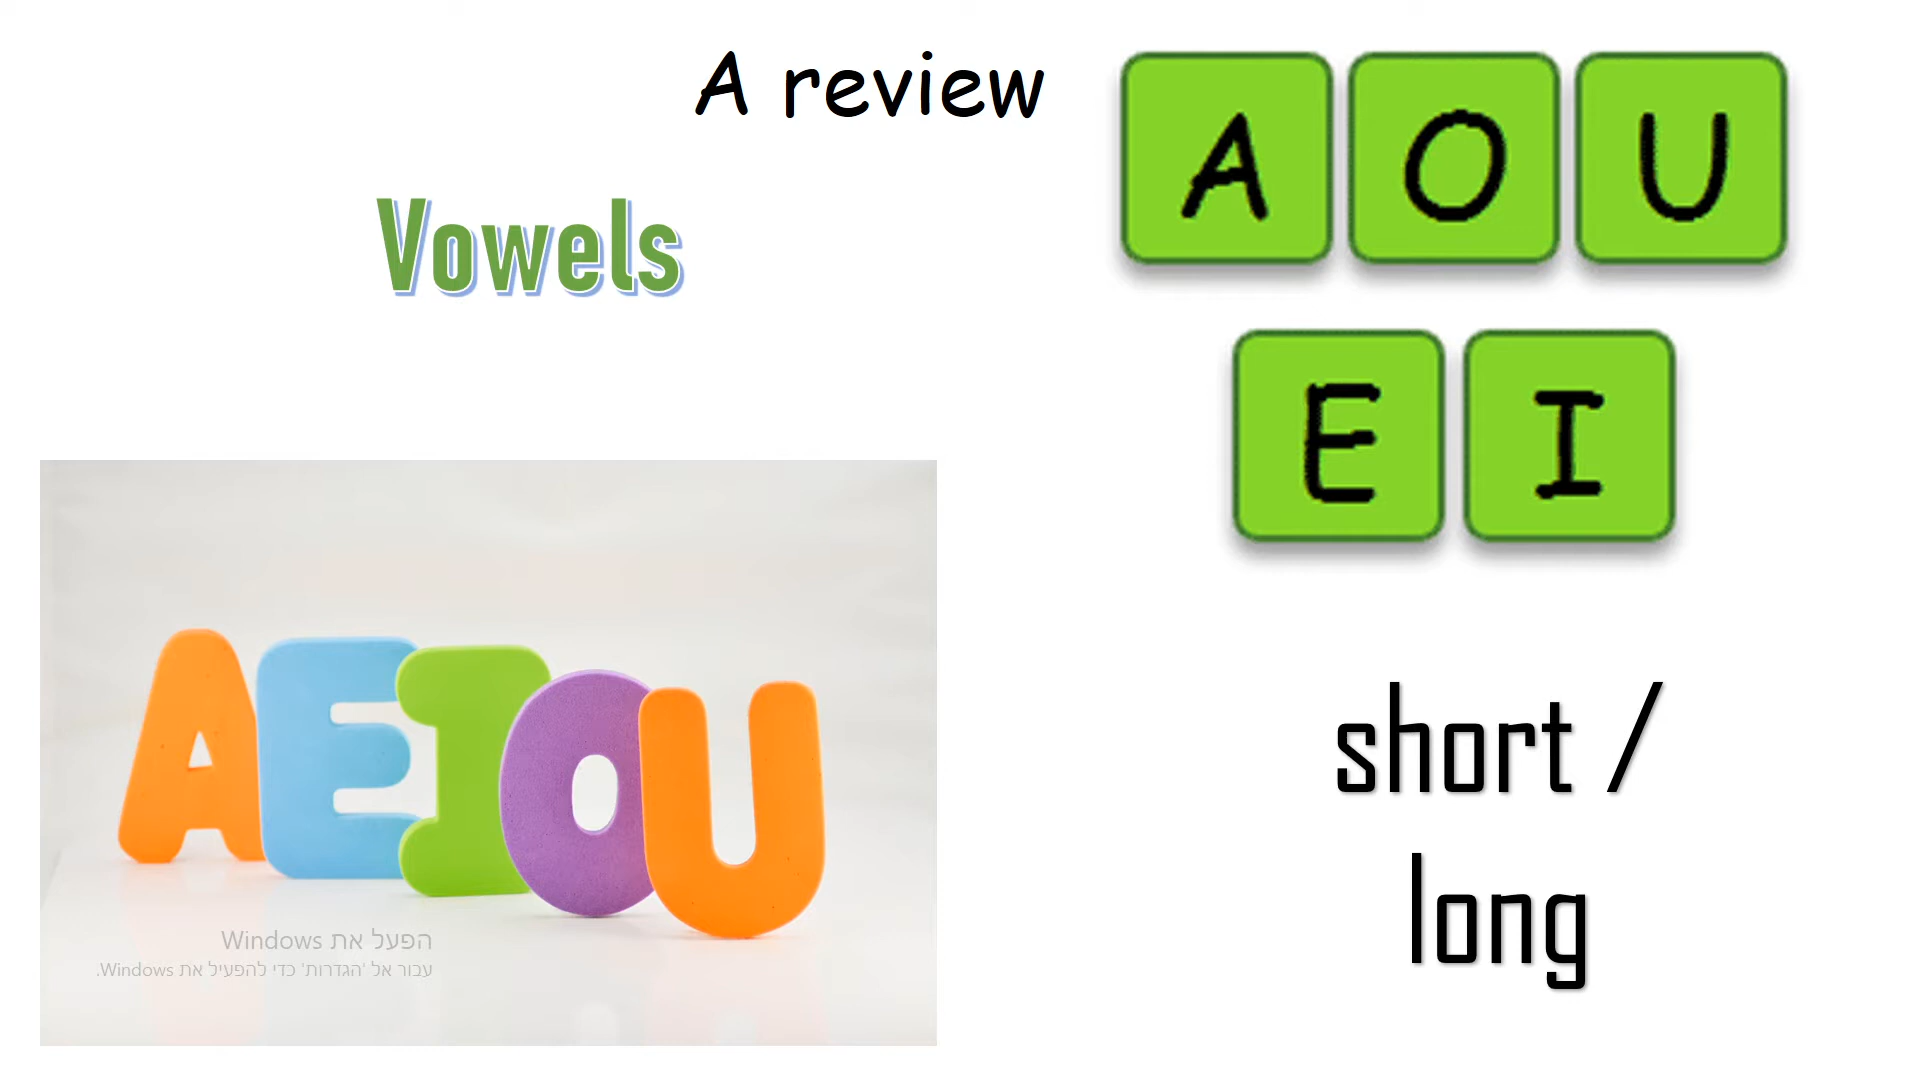 A review
Vowels
A O U
E I
AEIOU
short /
long
הפעל את Windows
עבור אל 'הגדרות' כדי להפעיל את Windows.